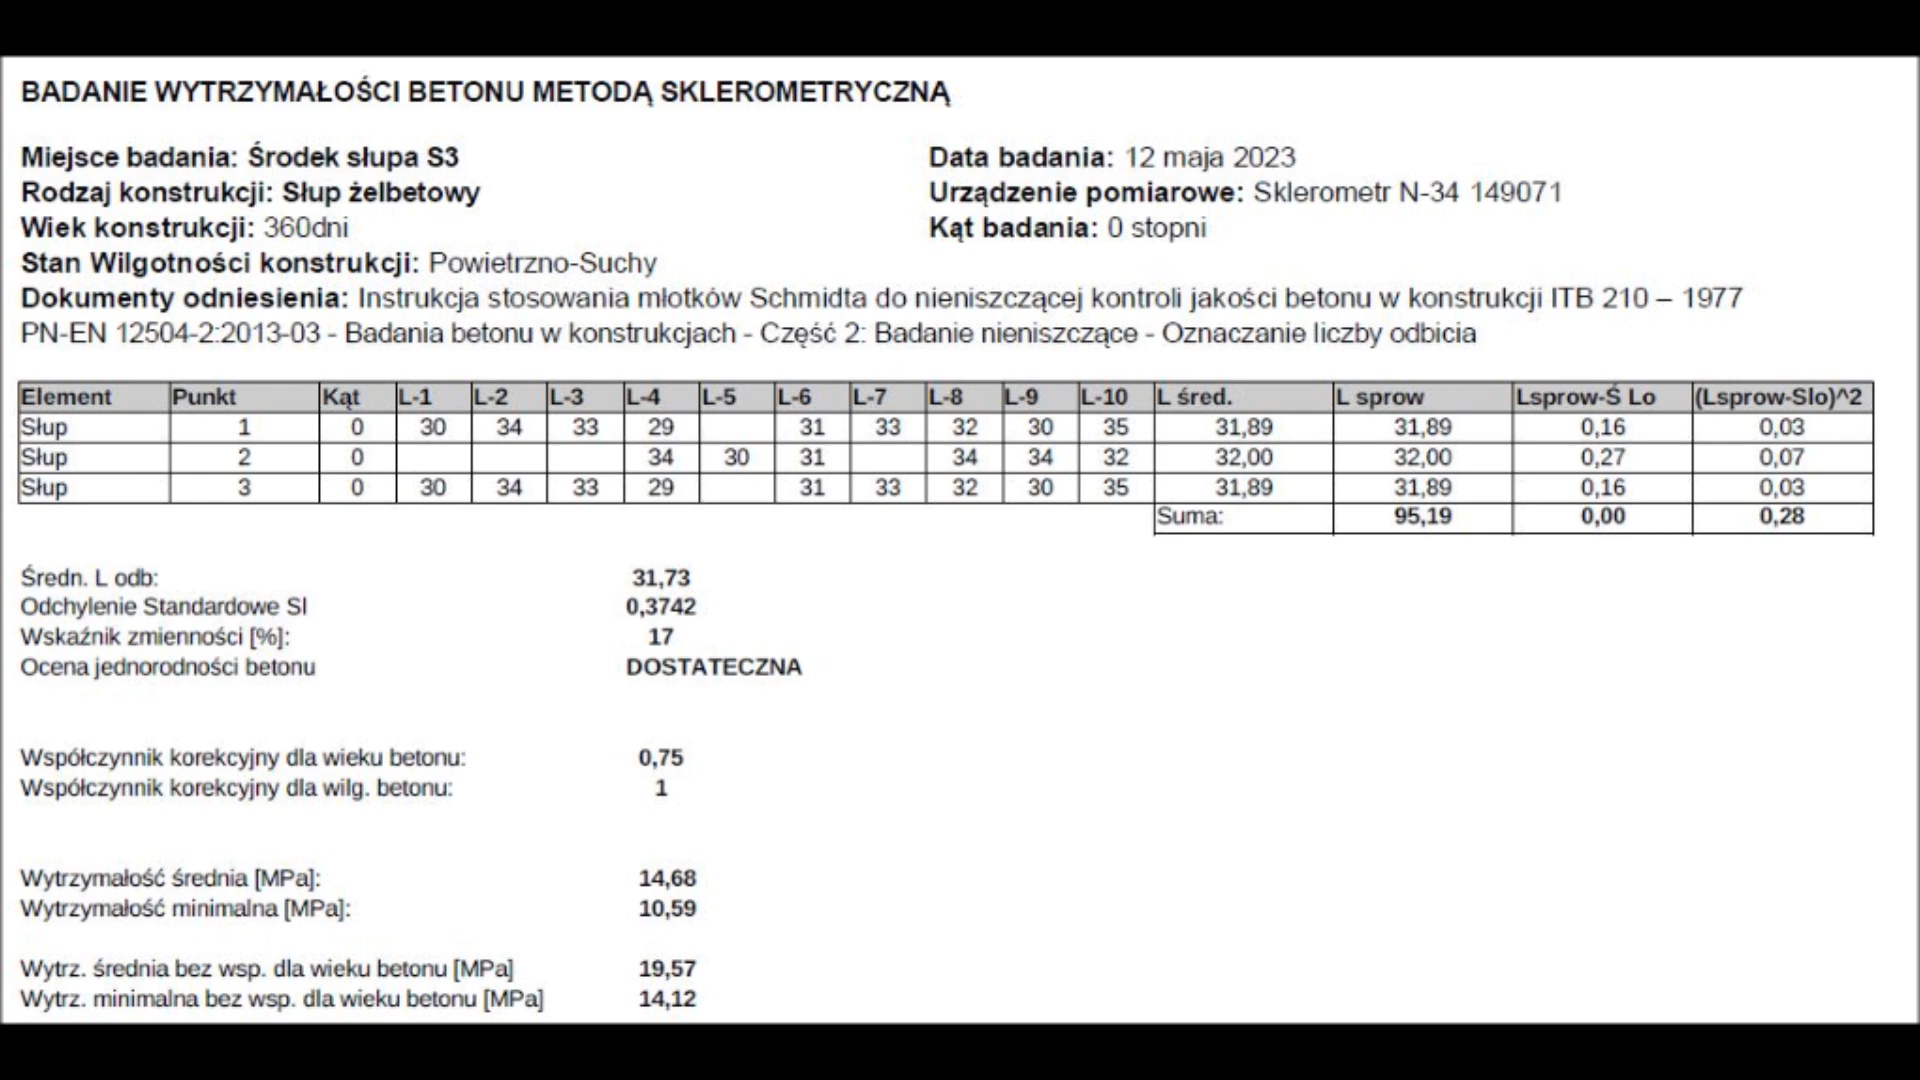 BADANIE WYTRZYMAŁOŚCI BETONU METODĄ SKLEROMETRYCZNĄ
Miejsce badania: Środek słupa S3 Data badania: 12 maja 2023
Rodzaj konstrukcji: Słup żelbetowy Urządzenie pomiarowe: Sklerometr N-34 149071
Wiek konstrukcji: 360dni Kąt badania: 0 stopni
Stan Wilgotności konstrukcji: Powietrzno-Suchy
Dokumenty odniesienia: Instrukcja stosowania młotków Schmidta do nieniszczącej kontroli jakości betonu w konstrukcji ITB 210 – 1977
PN-EN 12504-2:2013-03 - Badania betonu w konstrukcjach - Część 2: Badanie nieniszczące - Oznaczanie liczby odbicia
Element Punkt Kąt L-1 L-2 L-3 L-4 L-5 L-6 L-7 L-8 L-9 L-10 L śred. L sprow Lsprow-Ś Lo (Lsprow-Slo)^2
Słup 1 0 30 34 33 29 31 33 32 30 35 31,89 31,89 0,16 0,03
Słup 2 0 34 30 31 34 34 32 32,00 32,00 0,27 0,07
Słup 3 0 30 34 33 29 31 33 32 30 35 31,89 31,89 0,16 0,03
Suma: 95,19 0,00 0,28
Średn. L odb: 31,73
Odchylenie Standardowe Sl 0,3742
Wskaźnik zmienności [%]: 17
Ocena jednorodności betonu DOSTATECZNA
Współczynnik korekcyjny dla wieku betonu: 0,75
Współczynnik korekcyjny dla wilg. betonu: 1
Wytrzymałość średnia [MPa]: 14,68
Wytrzymałość minimalna [MPa]: 10,59
Wytrz. średnia bez wsp. dla wieku betonu [MPa] 19,57
Wytrz. minimalna bez wsp. dla wieku betonu [MPa] 14,12